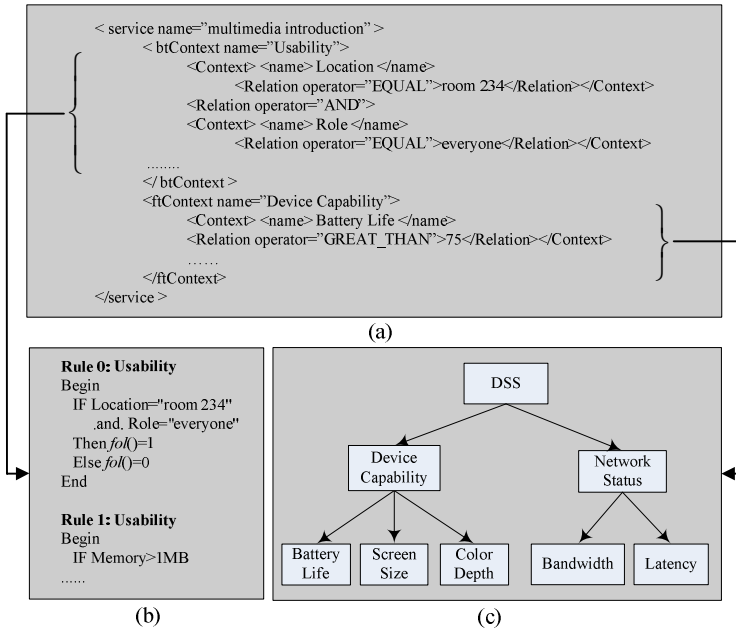 < service name=”multimedia introduction” >
< btContext name=”Usability”>
<Context> <name> Location </name>
<Relation operator=”EQUAL”>room 234</Relation></Context>
<Relation operator=”AND”>
<Context> <name> Role </name>
<Relation operator=”EQUAL”>everyone</Relation></Context>
........
</ btContext >
<ftContext name=”Device Capability”>
<Context> <name> Battery Life </name>
<Relation operator=”GREAT_THAN”>75</Relation></Context>
......
</ftContext>
</service >
(a)
Rule 0: Usability
Begin
IF Location="room 234"
.and. Role="everyone"
Then fol()=1
Else fol()=0
End
Rule 1: Usability
Begin
IF Memory>1MB
......
(b)
DSS
Device
Capability
Network
Status
Battery
Life
Screen
Size
Color
Depth
Bandwidth
Latency
(c)